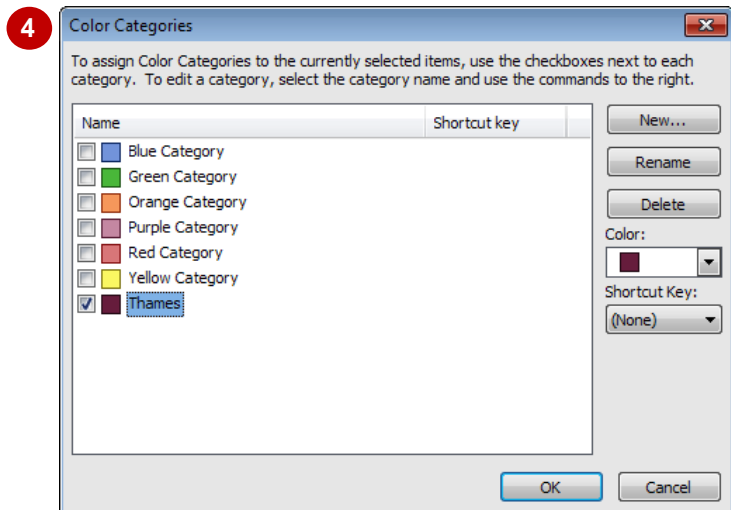 4
Color Categories
To assign Color Categories to the currently selected items, use the checkboxes next to each
category. To edit a category, select the category name and use the commands to the right.
Name Shortcut key
New...
Blue Category
Green Category
Rename
Orange Category
Delete
Purple Category
Color:
Red Category
Yellow Category
Shortcut Key:
Thames
(None)
OK Cancel